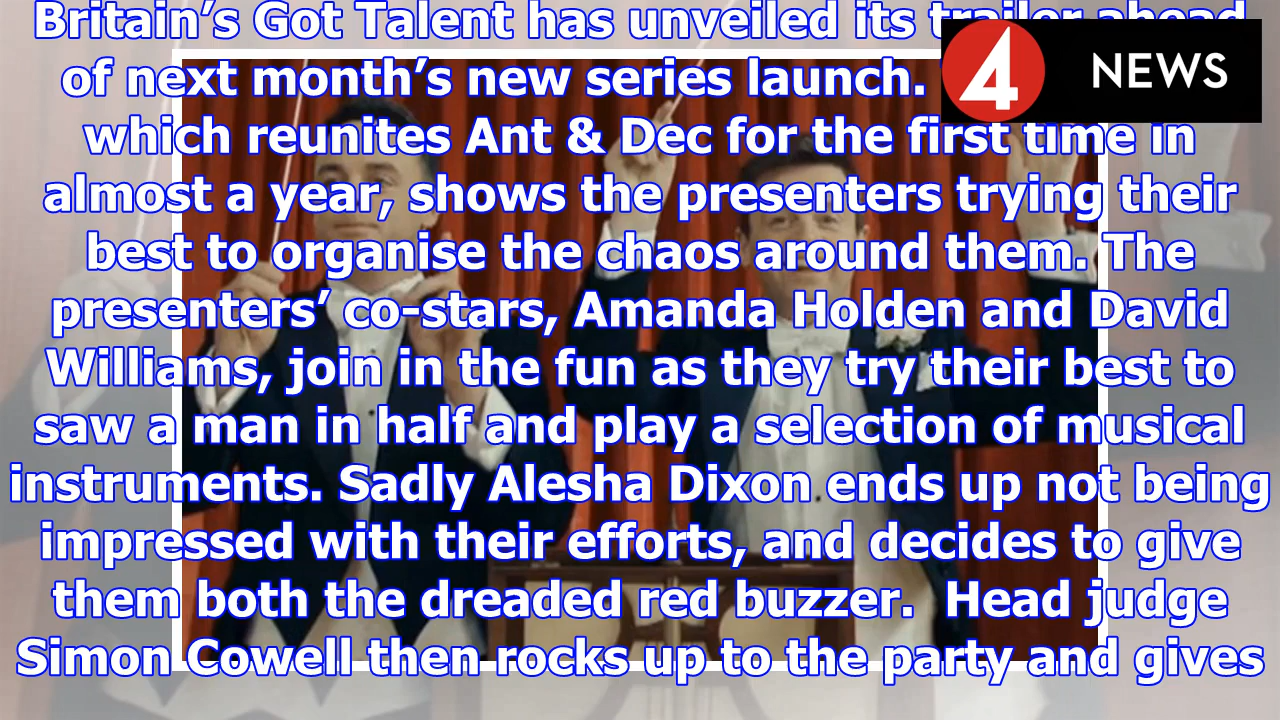 Britain’s Got Talent has unveiled its trailer ahead
of next month’s new series launch.
4 NEWS
which reunites Ant & Dec for the first time in
almost a year, shows the presenters trying their
best to organise the chaos around them. The
presenters’ co-stars, Amanda Holden and David
Williams, join in the fun as they try their best to
saw a man in half and play a selection of musical
instruments. Sadly Alesha Dixon ends up not being
impressed with their efforts, and decides to give
them both the dreaded red buzzer. Head judge
Simon Cowell then rocks up to the party and gives